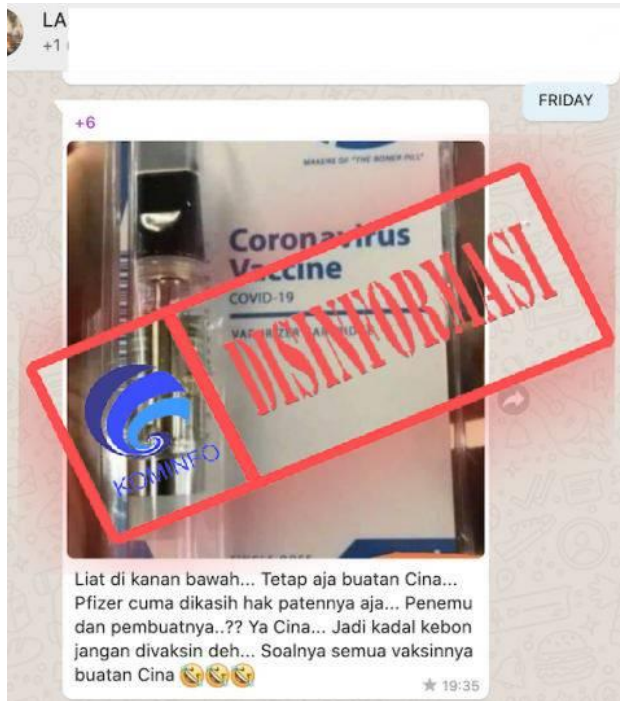 LA
+1
FRIDAY
+6
MAKERS OF "THE BONER PILL"
Coronavirus
Vaccine
COVID-19
DISINFORMASI
KOMINFO
Liat di kanan bawah... Tetap aja buatan Cina...
Pfizer cuma dikasih hak patennya aja... Penemu
dan pembuatnya..?? Ya Cina... Jadi kadal kebon
jangan divaksin deh... Soalnya semua vaksinnya
buatan Cina 🤣🤣🤣
19:35